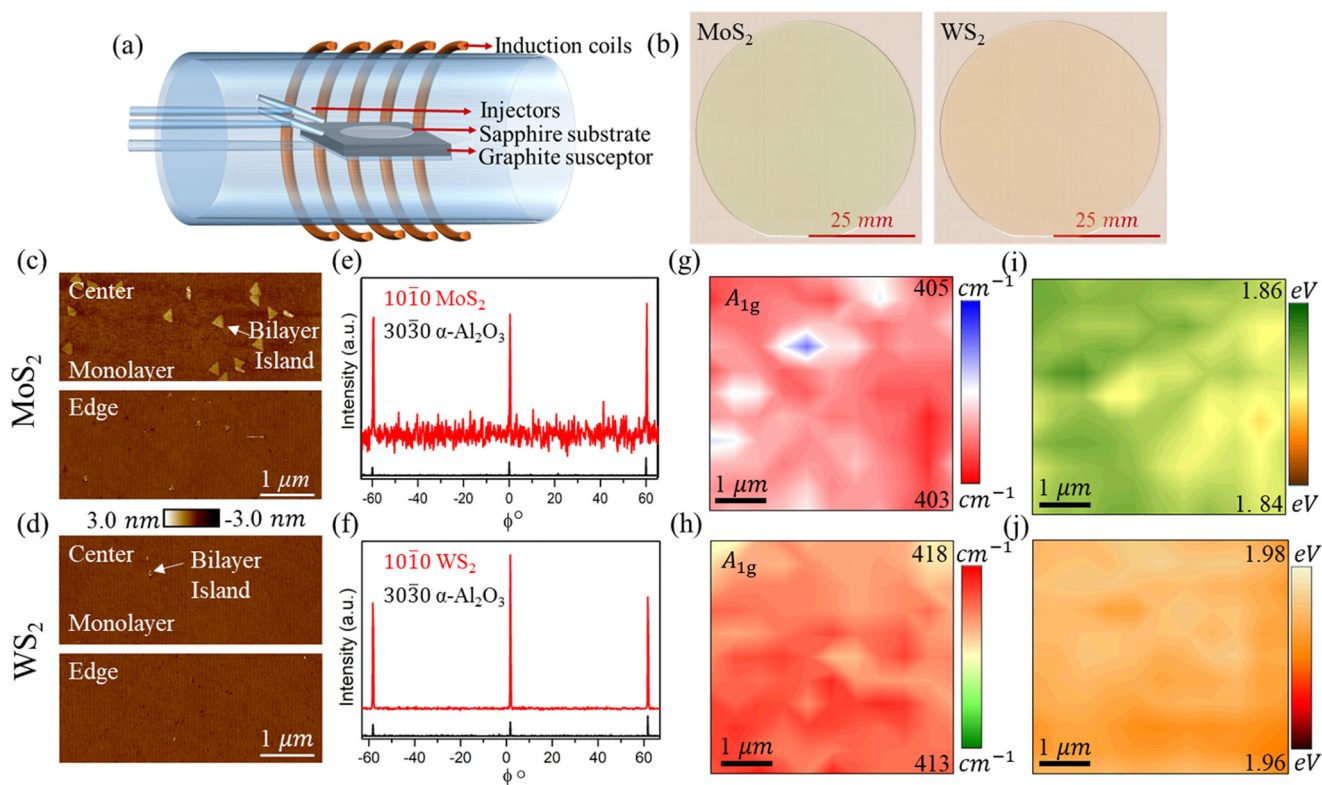 (a)
Induction coils
Injectors
Sapphire substrate
Graphite susceptor
(b)
MoS₂
25 mm
WS₂
25 mm
(c)
MoS₂
Center
Bilayer
Island
Monolayer
Edge
1 μm
3.0 nm
-3.0 nm
(d)
WS₂
Center
Bilayer
Island
Monolayer
Edge
1 μm
(e)
Intensity (a.u.)
101̄0 MoS₂
303̄0 α-Al₂O₃
-60 -40 -20 0 20 40 60
ϕ°
(f)
Intensity (a.u.)
101̄0 WS₂
303̄0 α-Al₂O₃
-60 -40 -20 0 20 40 60
ϕ°
(g)
A₁g
405 cm⁻¹
1 μm
403 cm⁻¹
(h)
A₁g
418 cm⁻¹
1 μm
413 cm⁻¹
(i)
1.86 eV
1 μm
1. 84 eV
(j)
1.98 eV
1 μm
1.96 eV